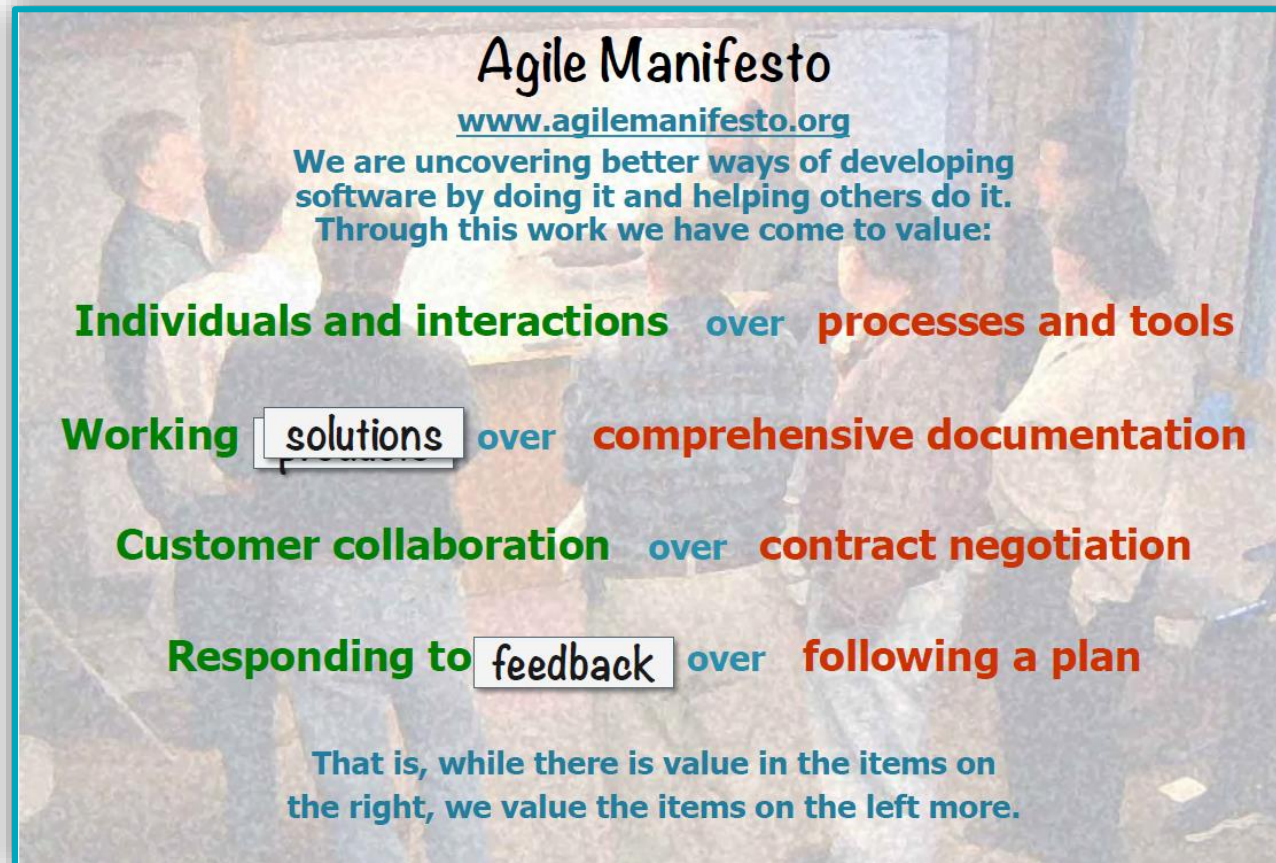 Agile Manifesto
www.agilemanifesto.org
We are uncovering better ways of developing
software by doing it and helping others do it.
Through this work we have come to value:
Individuals and interactions over processes and tools
Working solutions over comprehensive documentation
Customer collaboration over contract negotiation
Responding to feedback over following a plan
That is, while there is value in the items on
the right, we value the items on the left more.